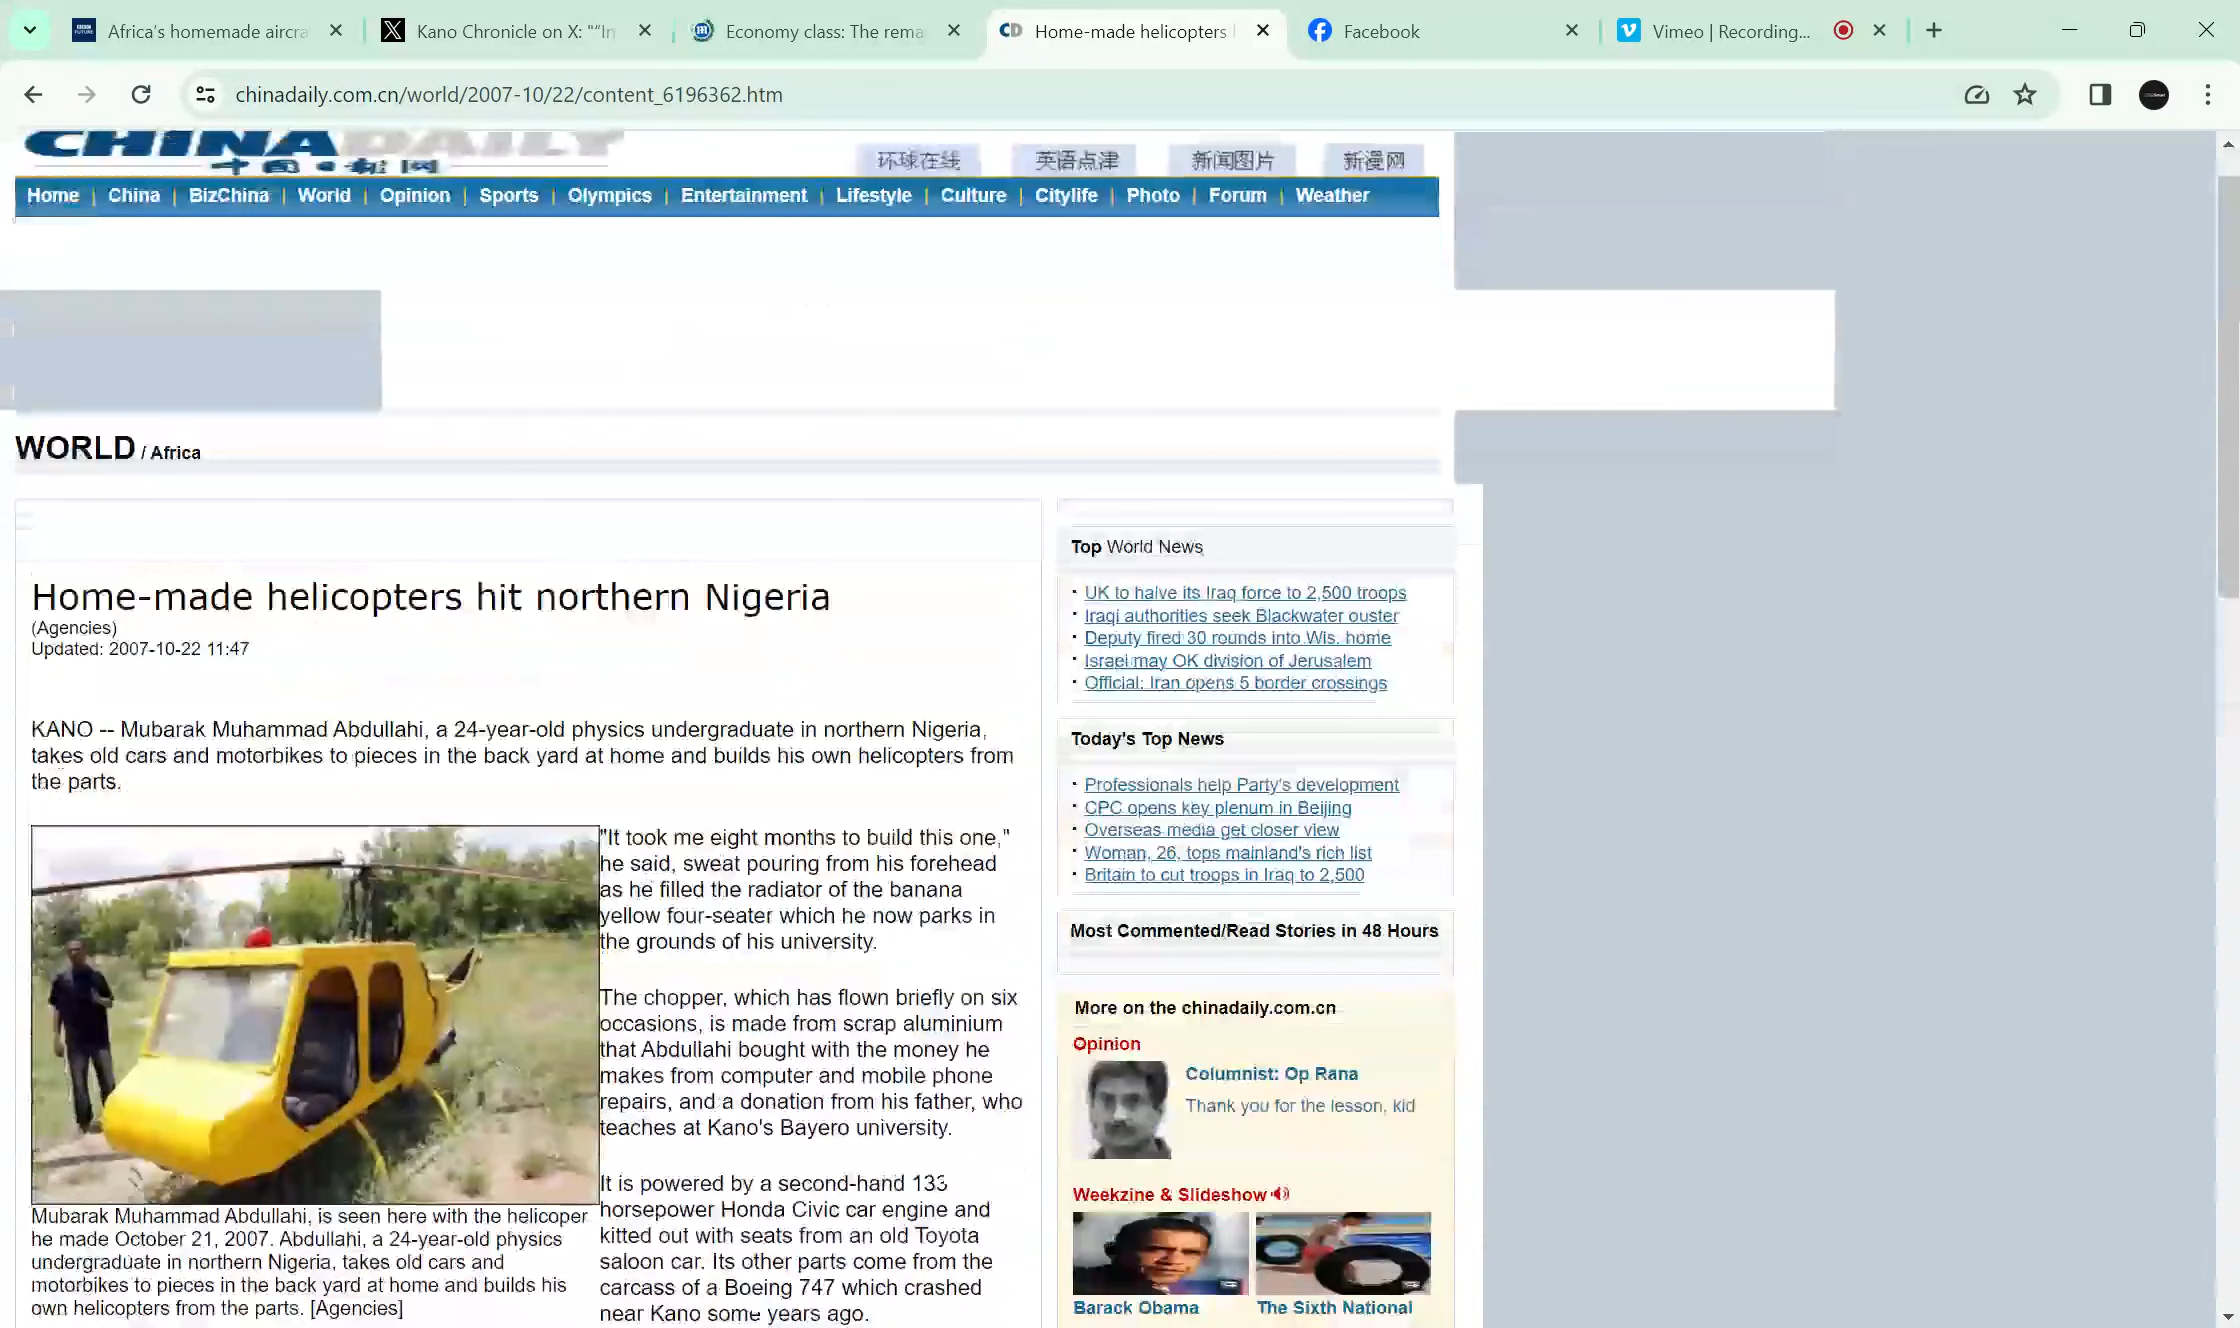 Africa's homemade aircra
Kano Chronicle on X: "“In
Economy class: The rema
Home-made helicopters
Facebook
Vimeo | Recording...
chinadaily.com.cn/world/2007-10/22/content_6196362.htm
CHINADAILY
中国日报网
环球在线
英语点津
新闻图片
新漫网
Home | China | BizChina | World | Opinion | Sports | Olympics | Entertainment | Lifestyle | Culture | Citylife | Photo | Forum | Weather
WORLD / Africa
Home-made helicopters hit northern Nigeria
(Agencies)
Updated: 2007-10-22 11:47
KANO -- Mubarak Muhammad Abdullahi, a 24-year-old physics undergraduate in northern Nigeria,
takes old cars and motorbikes to pieces in the back yard at home and builds his own helicopters from
the parts.
"It took me eight months to build this one,"
he said, sweat pouring from his forehead
as he filled the radiator of the banana
yellow four-seater which he now parks in
the grounds of his university.
The chopper, which has flown briefly on six
occasions, is made from scrap aluminium
that Abdullahi bought with the money he
makes from computer and mobile phone
repairs, and a donation from his father, who
teaches at Kano's Bayero university.
It is powered by a second-hand 133
horsepower Honda Civic car engine and
kitted out with seats from an old Toyota
saloon car. Its other parts come from the
carcass of a Boeing 747 which crashed
near Kano some years ago.
Mubarak Muhammad Abdullahi, is seen here with the helicoper
he made October 21, 2007. Abdullahi, a 24-year-old physics
undergraduate in northern Nigeria, takes old cars and
motorbikes to pieces in the back yard at home and builds his
own helicopters from the parts. [Agencies]
Top World News
· UK to halve its Iraq force to 2,500 troops
· Iraqi authorities seek Blackwater ouster
· Deputy fired 30 rounds into Wis. home
· Israel may OK division of Jerusalem
· Official: Iran opens 5 border crossings
Today's Top News
· Professionals help Party's development
· CPC opens key plenum in Beijing
· Overseas media get closer view
· Woman, 26, tops mainland's rich list
· Britain to cut troops in Iraq to 2,500
Most Commented/Read Stories in 48 Hours
More on the chinadaily.com.cn
Opinion
Columnist: Op Rana
Thank you for the lesson, kid
Weekzine & Slideshow
Barack Obama
The Sixth National